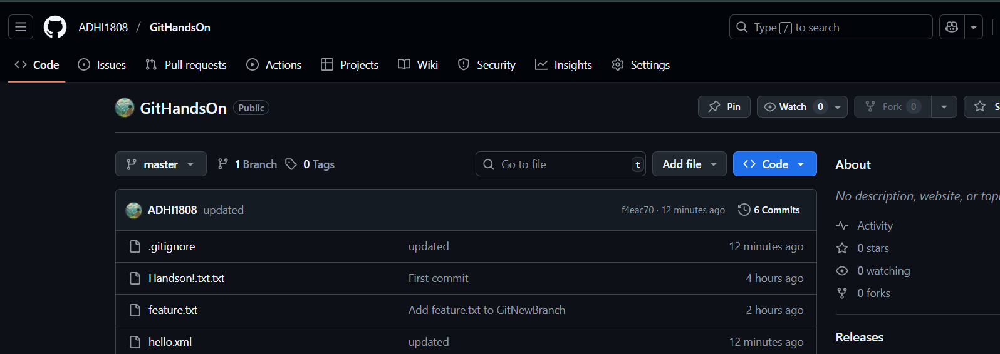 ADHI1808 / GitHandsOn
Type / to search
Code Issues Pull requests Actions Projects Wiki Security Insights Settings
GitHandsOn Public
Pin Watch 0 Fork 0 S
master 1 Branch 0 Tags
Go to file t
Add file Code
About
ADHI1808 updated f4eac70 · 12 minutes ago 6 Commits
No description, website, or
.gitignore updated 12 minutes ago
Activity
0 stars
Handson!.txt.txt First commit 4 hours ago
0 watching
0 forks
feature.txt Add feature.txt to GitNewBranch 2 hours ago
hello.xml updated 12 minutes ago
Releases